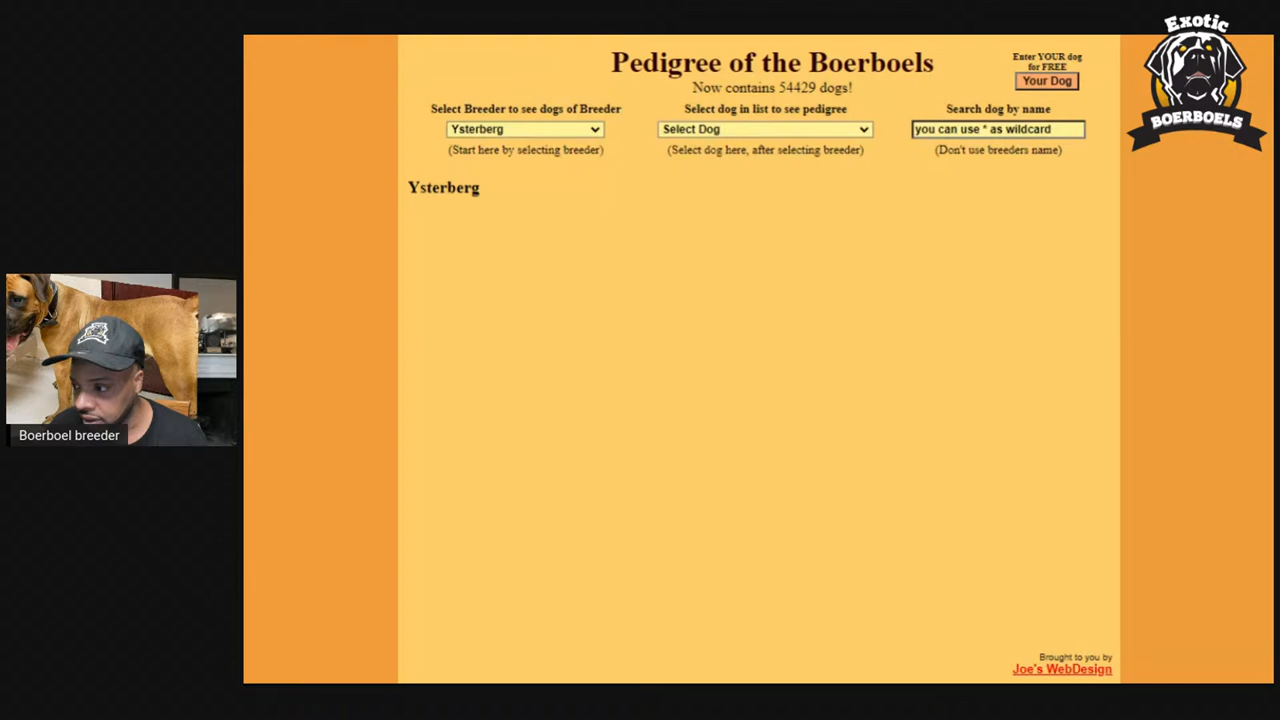 Exotic
BOERBOELS
Pedigree of the Boerboels
Now contains 54429 dogs!
Enter YOUR dog
for FREE
Your Dog
Select Breeder to see dogs of Breeder
Ysterberg
(Start here by selecting breeder)
Select dog in list to see pedigree
Select Dog
(Select dog here, after selecting breeder)
Search dog by name
you can use * as wildcard
(Don't use breeders name)
Ysterberg
Boerboel breeder
Brought to you by
Joe's WebDesign